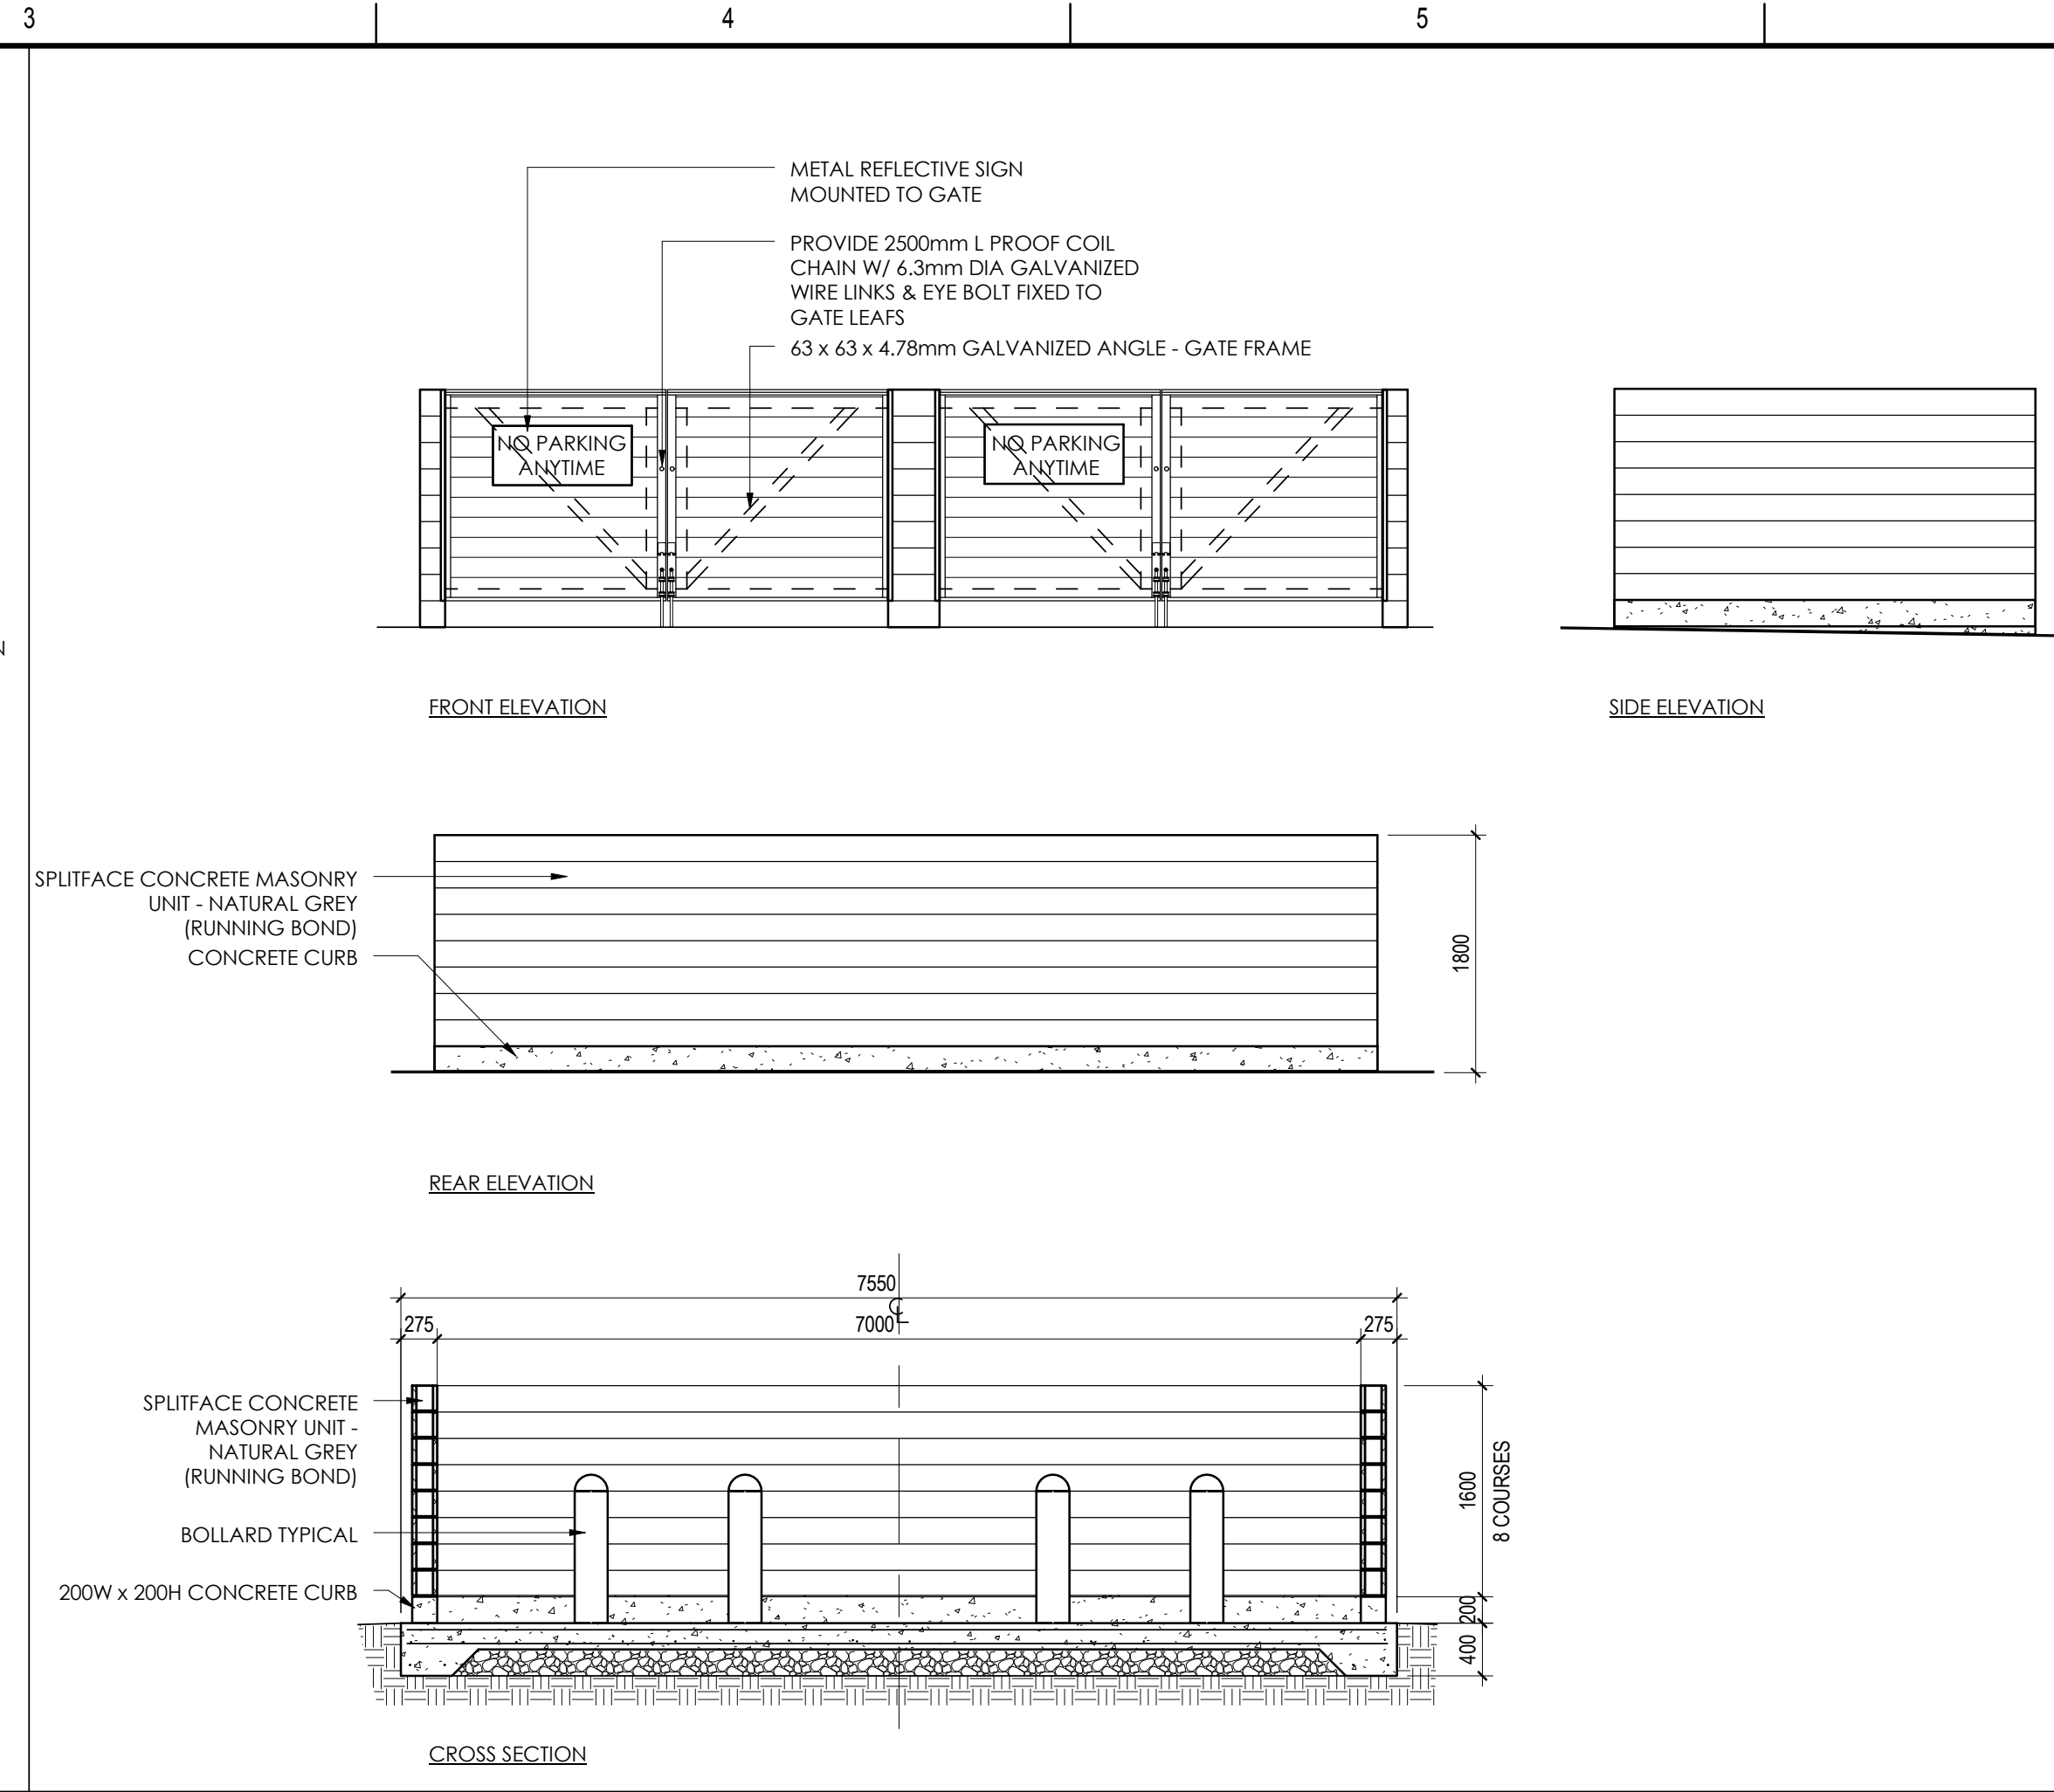 3
4
5
METAL REFLECTIVE SIGN
MOUNTED TO GATE
PROVIDE 2500mm L PROOF COIL
CHAIN W/ 6.3mm DIA GALVANIZED
WIRE LINKS & EYE BOLT FIXED TO
GATE LEAFS
63 x 63 x 4.78mm GALVANIZED ANGLE - GATE FRAME
NO PARKING
ANYTIME
NO PARKING
ANYTIME
N
FRONT ELEVATION
SIDE ELEVATION
SPLITFACE CONCRETE MASONRY
UNIT - NATURAL GREY
(RUNNING BOND)
CONCRETE CURB
1800
REAR ELEVATION
7550
275
7000
275
SPLITFACE CONCRETE
MASONRY UNIT -
NATURAL GREY
(RUNNING BOND)
BOLLARD TYPICAL
200W x 200H CONCRETE CURB
1600
8 COURSES
200
400
CROSS SECTION